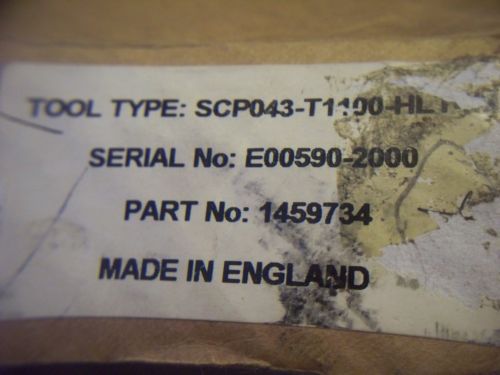 TOOL TYPE: SCP043-T1100-HL
SERIAL No: E00590-2000
PART No: 1459734
MADE IN ENGLAND